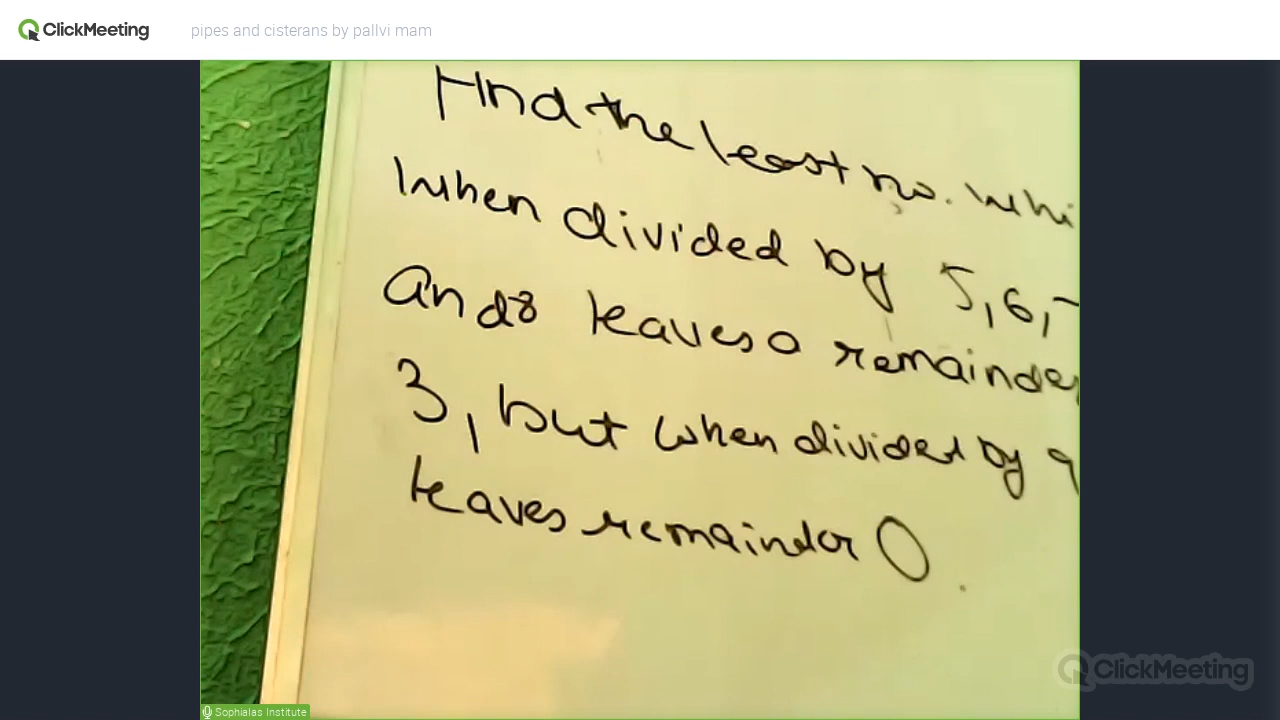 ClickMeeting
pipes and cisterans by pallvi mam
Find the least no. whi
when divided by 5, 6,
and 8 leaves a remainder
3, but when divided by 9
leaves remainder 0.
ClickMeeting
Sophialas Institute